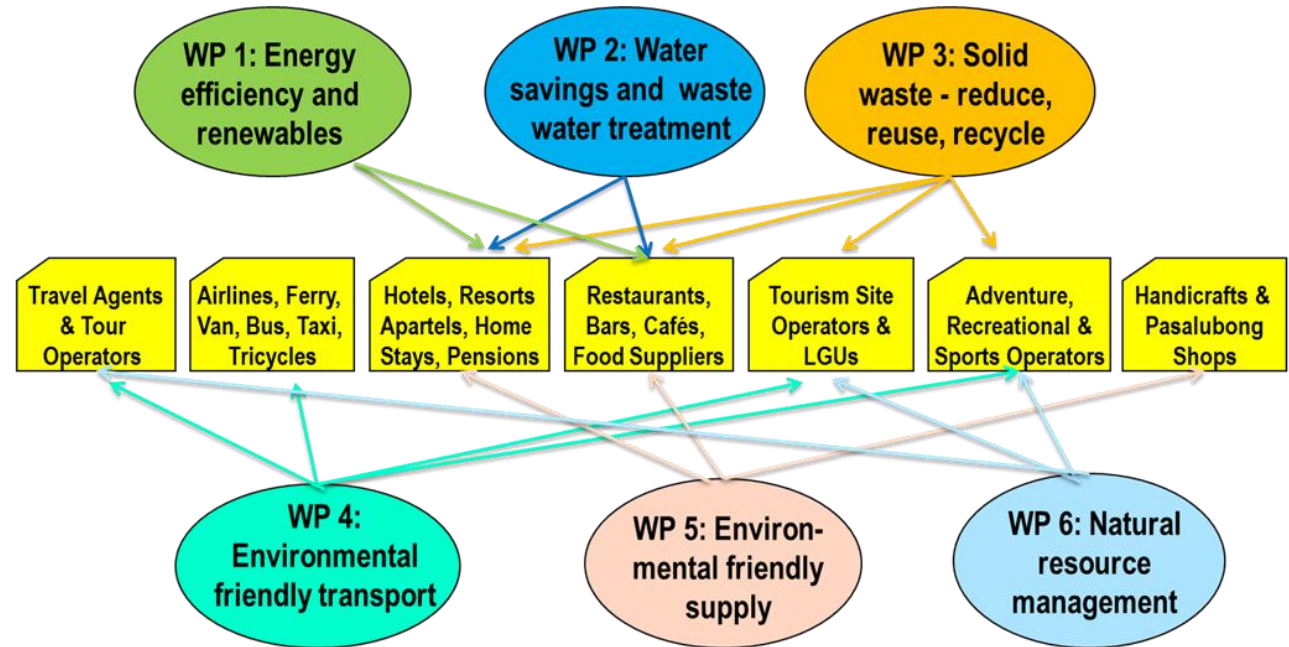 WP 1: Energy
efficiency and
renewables
WP 2: Water
savings and waste
water treatment
WP 3: Solid
waste - reduce,
reuse, recycle
Travel Agents
& Tour
Operators
Airlines, Ferry,
Van, Bus, Taxi,
Tricycles
Hotels, Resorts
Apartels, Home
Stays, Pensions
Restaurants,
Bars, Cafés,
Food Suppliers
Tourism Site
Operators &
LGUs
Adventure,
Recreational &
Sports Operators
Handicrafts &
Pasalubong
Shops
WP 4:
Environmental
friendly transport
WP 5: Environ-
mental friendly
supply
WP 6: Natural
resource
management